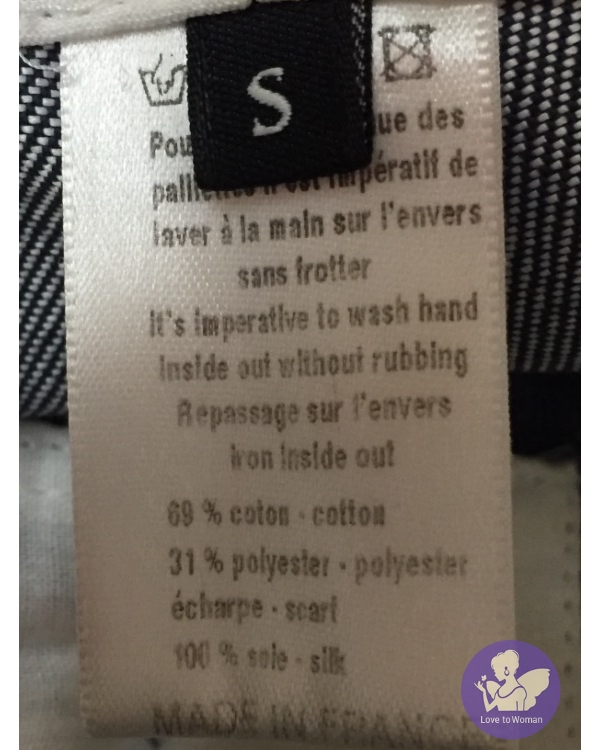 S
ue des
impératif de
laver à la main sur l'envers
sans frotter
It's imperative to wash hand
inside out without rubbing
Repassage sur l'envers
Iron inside out
69 % coton - cotton
31 % polyester - polyester
écharpe - scarf
100 % soie - silk
MADE IN FRANCE
Love to Woman